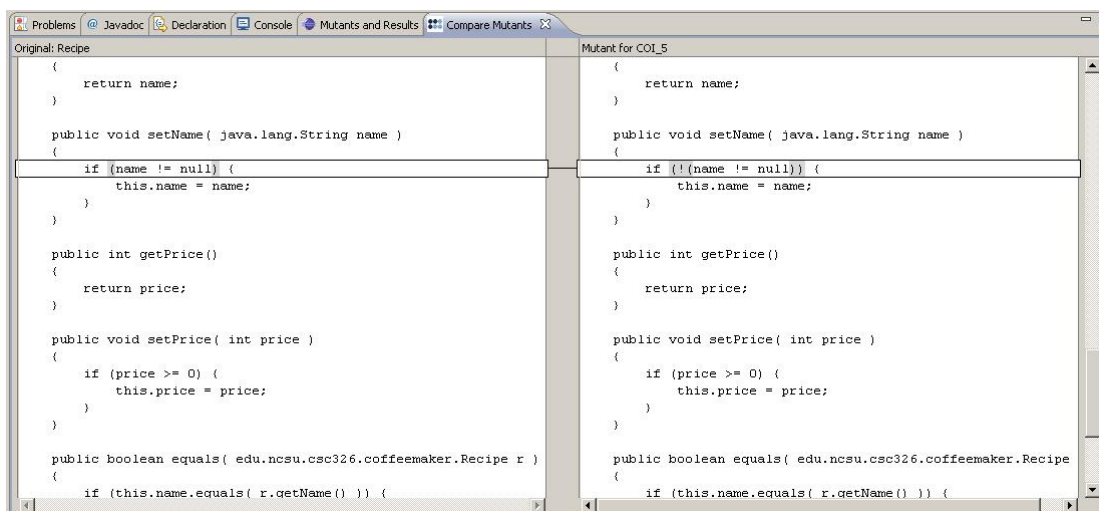 Problems @ Javadoc Declaration Console Mutants and Results Compare Mutants
Original: Recipe
{
return name;
}
public void setName( java.lang.String name )
{
if (name != null) {
this.name = name;
}
}
public int getPrice()
{
return price;
}
public void setPrice( int price )
{
if (price >= 0) {
this.price = price;
}
}
public boolean equals( edu.ncsu.csc326.coffeemaker.Recipe r )
{
if (this.name.equals( r.getName() )) {
Mutant for COI_5
{
return name;
}
public void setName( java.lang.String name )
{
if (!(name != null)) {
this.name = name;
}
}
public int getPrice()
{
return price;
}
public void setPrice( int price )
{
if (price >= 0) {
this.price = price;
}
}
public boolean equals( edu.ncsu.csc326.coffeemaker.Recipe
{
if (this.name.equals( r.getName() )) {